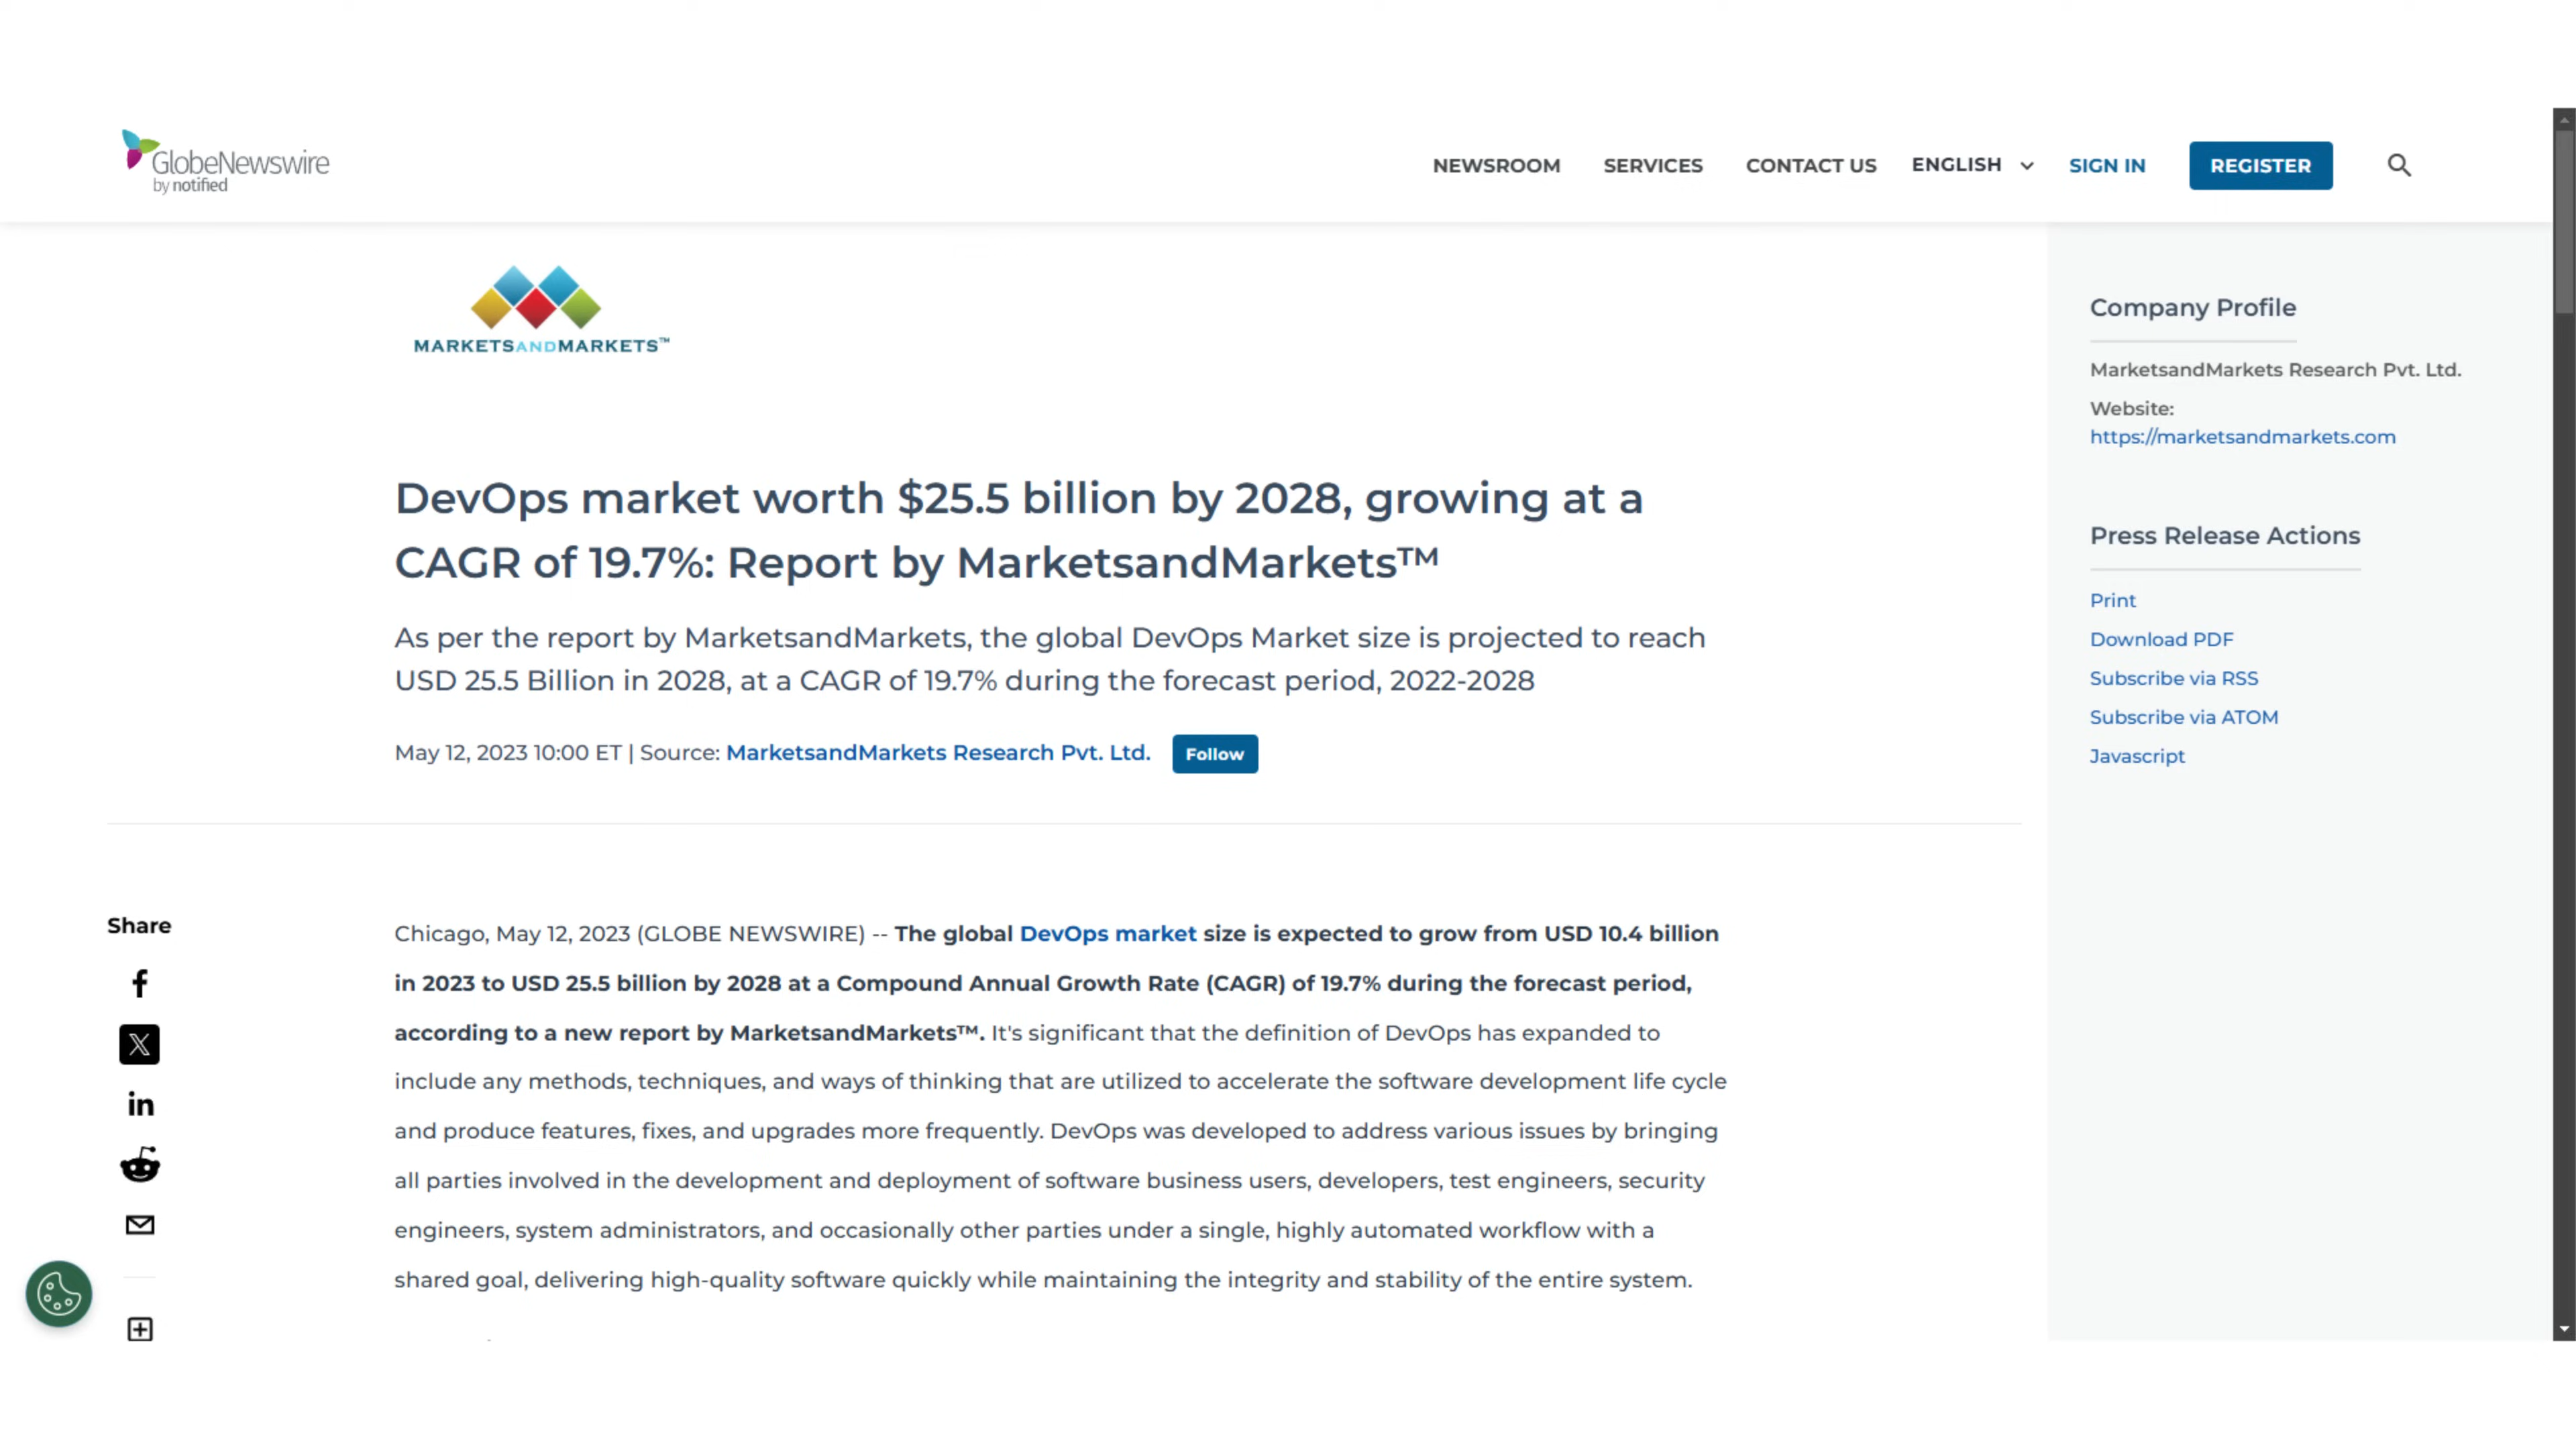 GlobeNewswire
by notified
NEWSROOM SERVICES CONTACT US ENGLISH SIGN IN REGISTER
MARKETSANDMARKETS™
DevOps market worth $25.5 billion by 2028, growing at a
CAGR of 19.7%: Report by MarketsandMarkets™
As per the report by MarketsandMarkets, the global DevOps Market size is projected to reach
USD 25.5 Billion in 2028, at a CAGR of 19.7% during the forecast period, 2022-2028
May 12, 2023 10:00 ET | Source: MarketsandMarkets Research Pvt. Ltd. Follow
Share
Chicago, May 12, 2023 (GLOBE NEWSWIRE) -- The global DevOps market size is expected to grow from USD 10.4 billion
in 2023 to USD 25.5 billion by 2028 at a Compound Annual Growth Rate (CAGR) of 19.7% during the forecast period,
according to a new report by MarketsandMarkets™. It's significant that the definition of DevOps has expanded to
include any methods, techniques, and ways of thinking that are utilized to accelerate the software development life cycle
and produce features, fixes, and upgrades more frequently. DevOps was developed to address various issues by bringing
all parties involved in the development and deployment of software business users, developers, test engineers, security
engineers, system administrators, and occasionally other parties under a single, highly automated workflow with a
shared goal, delivering high-quality software quickly while maintaining the integrity and stability of the entire system.
Company Profile
MarketsandMarkets Research Pvt. Ltd.
Website:
https://marketsandmarkets.com
Press Release Actions
Print
Download PDF
Subscribe via RSS
Subscribe via ATOM
Javascript